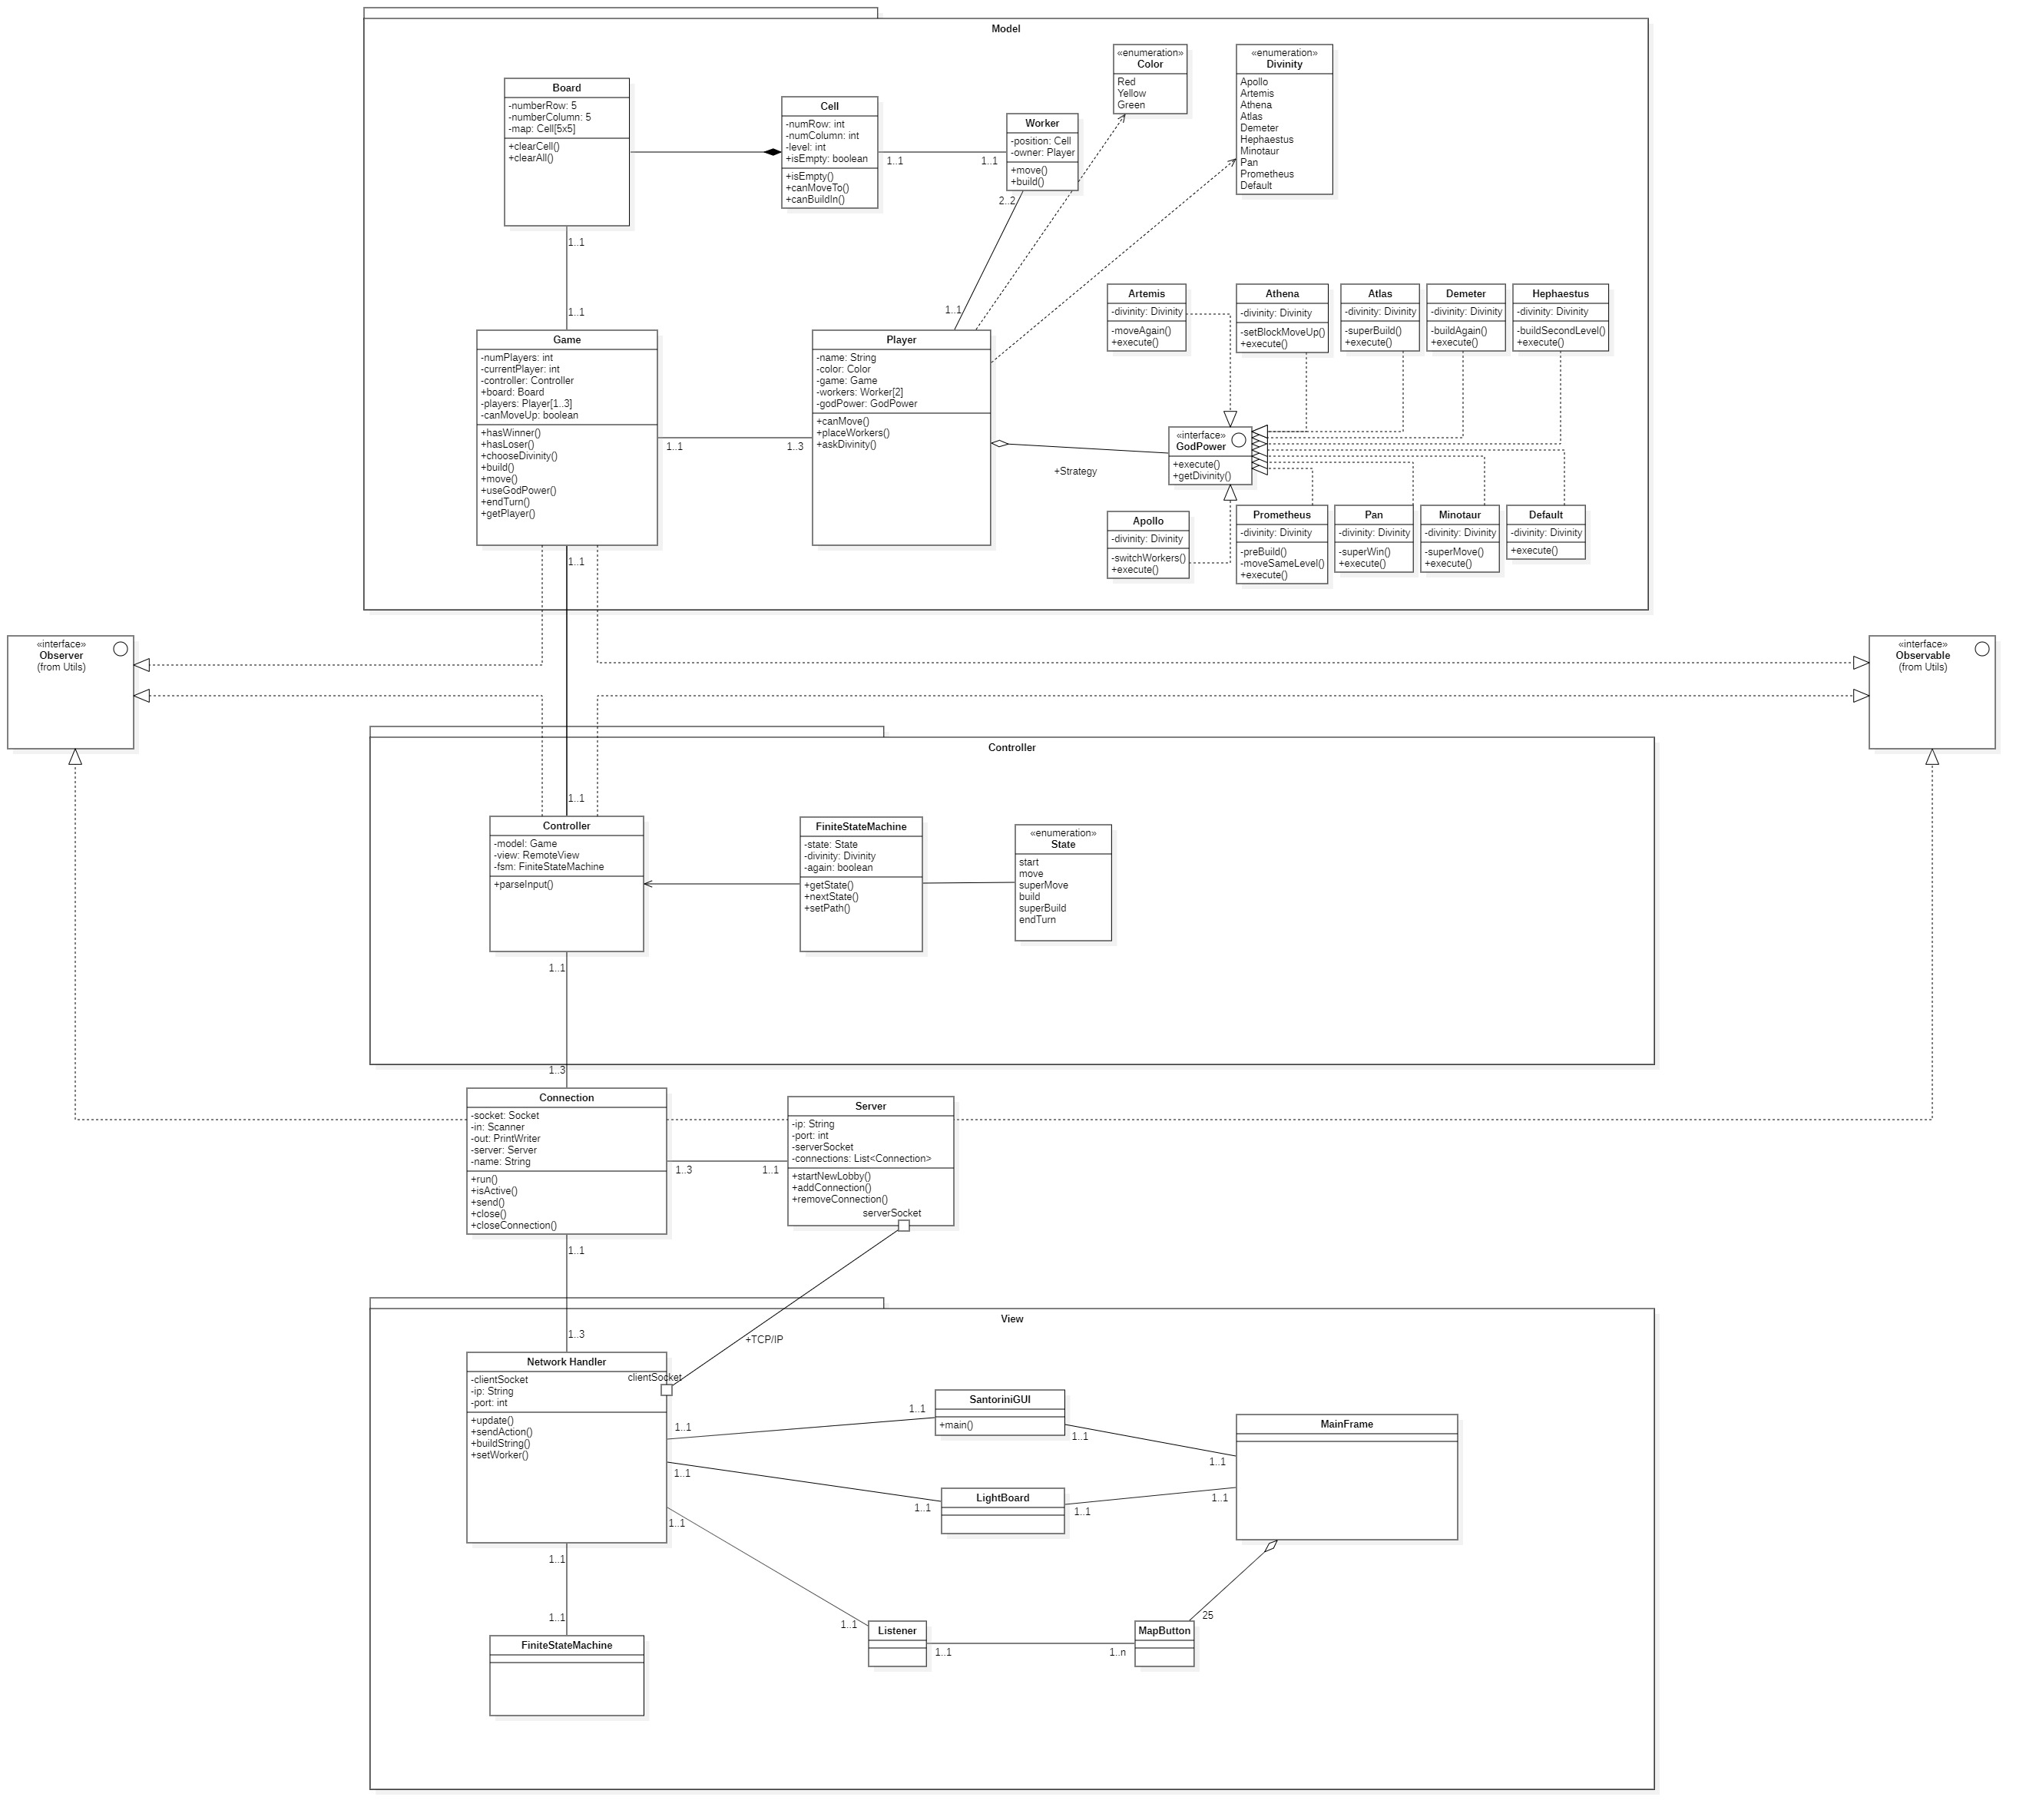 Model
«enumeration»
Color
Red
Yellow
Green
«enumeration»
Divinity
Apollo
Artemis
Athena
Atlas
Demeter
Hephaestus
Minotaur
Pan
Prometheus
Default
Board
-numberRow: 5
-numberColumn: 5
-map: Cell[5x5]
+clearCell()
+clearAll()
Cell
-numRow: int
-numColumn: int
-level: int
+isEmpty: boolean
+isEmpty()
+canMoveTo()
+canBuildIn()
1..1
1..1
Worker
-position: Cell
-owner: Player
+move()
+build()
2..2
1..1
1..1
1..1
Game
-numPlayers: int
-currentPlayer: int
-controller: Controller
+board: Board
-players: Player[1..3]
-canMoveUp: boolean
+hasWinner()
+hasLoser()
+chooseDivinity()
+build()
+move()
+useGodPower()
+endTurn()
+getPlayer()
1..1
1..3
Player
-name: String
-color: Color
-game: Game
-workers: Worker[2]
-godPower: GodPower
+canMove()
+placeWorkers()
+askDivinity()
+Strategy
Artemis
-divinity: Divinity
-moveAgain()
+execute()
Athena
-divinity: Divinity
-setBlockMoveUp()
+execute()
Atlas
-divinity: Divinity
-superBuild()
+execute()
Demeter
-divinity: Divinity
-buildAgain()
+execute()
Hephaestus
-divinity: Divinity
-buildSecondLevel()
+execute()
«interface»
GodPower
+execute()
+getDivinity()
Apollo
-divinity: Divinity
-switchWorkers()
+execute()
Prometheus
-divinity: Divinity
-preBuild()
-moveSameLevel()
+execute()
Pan
-divinity: Divinity
-superWin()
+execute()
Minotaur
-divinity: Divinity
-superMove()
+execute()
Default
-divinity: Divinity
+execute()
1..1
«interface»
Observer
(from Utils)
«interface»
Observable
(from Utils)
Controller
1..1
Controller
-model: Game
-view: RemoteView
-fsm: FiniteStateMachine
+parseInput()
FiniteStateMachine
-state: State
-divinity: Divinity
-again: boolean
+getState()
+nextState()
+setPath()
«enumeration»
State
start
move
superMove
build
superBuild
endTurn
1..1
1..3
Connection
-socket: Socket
-in: Scanner
-out: PrintWriter
-server: Server
-name: String
+run()
+isActive()
+send()
+close()
+closeConnection()
1..3
1..1
Server
-ip: String
-port: int
-serverSocket
-connections: List<Connection>
+startNewLobby()
+addConnection()
+removeConnection()
serverSocket
1..1
View
1..3
+TCP/IP
Network Handler
-clientSocket
-ip: String
-port: int
+update()
+sendAction()
+buildString()
+setWorker()
clientSocket
1..1
1..1
SantoriniGUI
+main()
1..1
1..1
MainFrame
1..1
1..1
LightBoard
1..1
1..1
1..1
1..1
Listener
1..1
1..n
MapButton
25
1..1
1..1
FiniteStateMachine